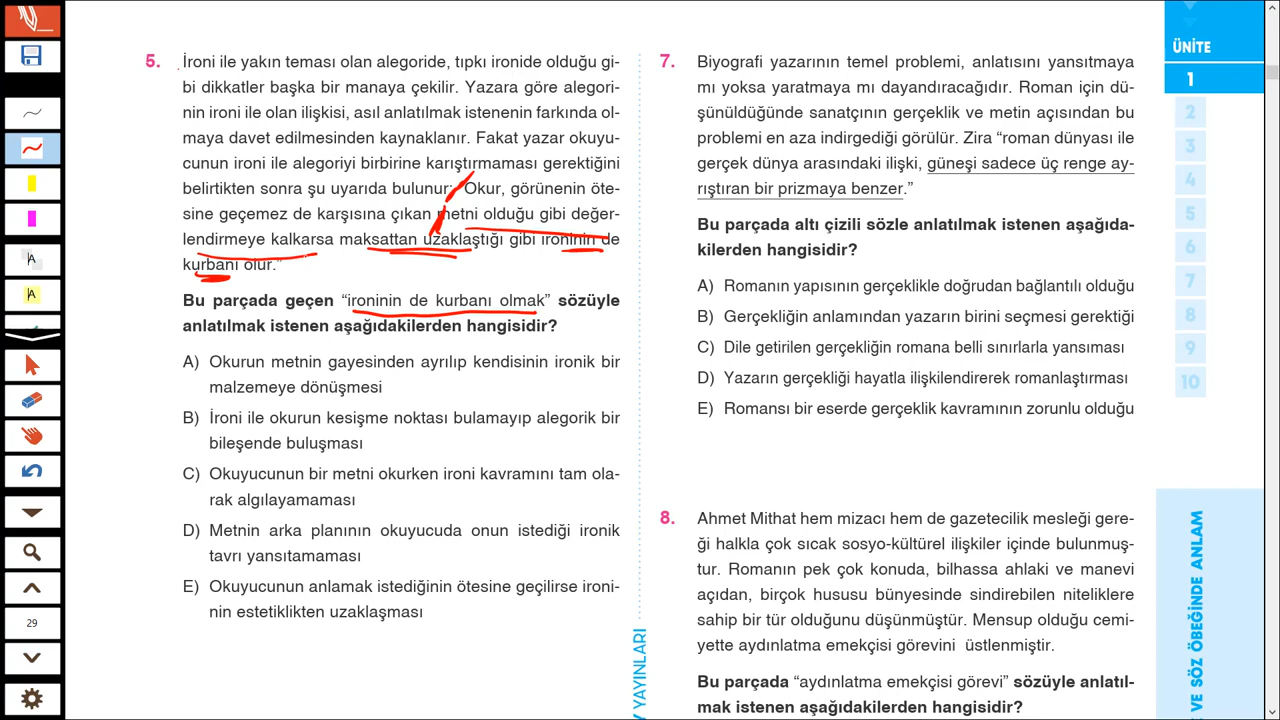 5. İroni ile yakın teması olan alegoride, tıpkı ironide olduğu gi-
bi dikkatler başka bir manaya çekilir. Yazara göre alegori-
nin ironi ile olan ilişkisi, asıl anlatılmak istenenin farkında ol-
maya davet edilmesinden kaynaklanır. Fakat yazar okuyu-
cunun ironi ile alegoriyi birbirine karıştırmaması gerektiğini
belirttikten sonra şu uyarıda bulunur: “Okur, görünenin öte-
sine geçemez de karşısına çıkan metni olduğu gibi değer-
lendirmeye kalkarsa maksattan uzaklaştığı gibi ironinin de
kurbanı olur.”
Bu parçada geçen “ironinin de kurbanı olmak” sözüyle
anlatılmak istenen aşağıdakilerden hangisidir?
A) Okurun metnin gayesinden ayrılıp kendisinin ironik bir
malzemeye dönüşmesi
B) İroni ile okurun kesişme noktası bulamayıp alegorik bir
bileşende buluşması
C) Okuyucunun bir metni okurken ironi kavramını tam ola-
rak algılayamaması
D) Metnin arka planının okuyucuda onun istediği ironik
tavrı yansıtamaması
E) Okuyucunun anlamak istediğinin ötesine geçilirse ironi-
nin estetiklikten uzaklaşması
7. Biyografi yazarının temel problemi, anlatısını yansıtmaya
mı yoksa yaratmaya mı dayandıracağıdır. Roman için dü-
şünüldüğünde sanatçının gerçeklik ve metin açısından bu
problemi en aza indirgediği görülür. Zira “roman dünyası ile
gerçek dünya arasındaki ilişki, güneşi sadece üç renge ay-
rıştıran bir prizmaya benzer.”
Bu parçada altı çizili sözle anlatılmak istenen aşağıda-
kilerden hangisidir?
A) Romanın yapısının gerçeklikle doğrudan bağlantılı olduğu
B) Gerçekliğin anlamından yazarın birini seçmesi gerektiği
C) Dile getirilen gerçekliğin romana belli sınırlarla yansıması
D) Yazarın gerçekliği hayatla ilişkilendirerek romanlaştırması
E) Romansı bir eserde gerçeklik kavramının zorunlu olduğu
8. Ahmet Mithat hem mizacı hem de gazetecilik mesleği gere-
ği halkla çok sıcak sosyo-kültürel ilişkiler içinde bulunmuş-
tur. Romanın pek çok konuda, bilhassa ahlaki ve manevi
açıdan, birçok hususu bünyesinde sindirebilen niteliklere
sahip bir tür olduğunu düşünmüştür. Mensup olduğu cemi-
yette aydınlatma emekçisi görevini üstlenmiştir.
Bu parçada “aydınlatma emekçisi görevi” sözüyle anlatıl-
mak istenen aşağıdakilerden hangisidir?
ÜNİTE
1
2
3
4
5
6
7
8
9
10
VE SÖZ ÖBEĞİNDE ANLAM
YAYINLARI
A
A
29